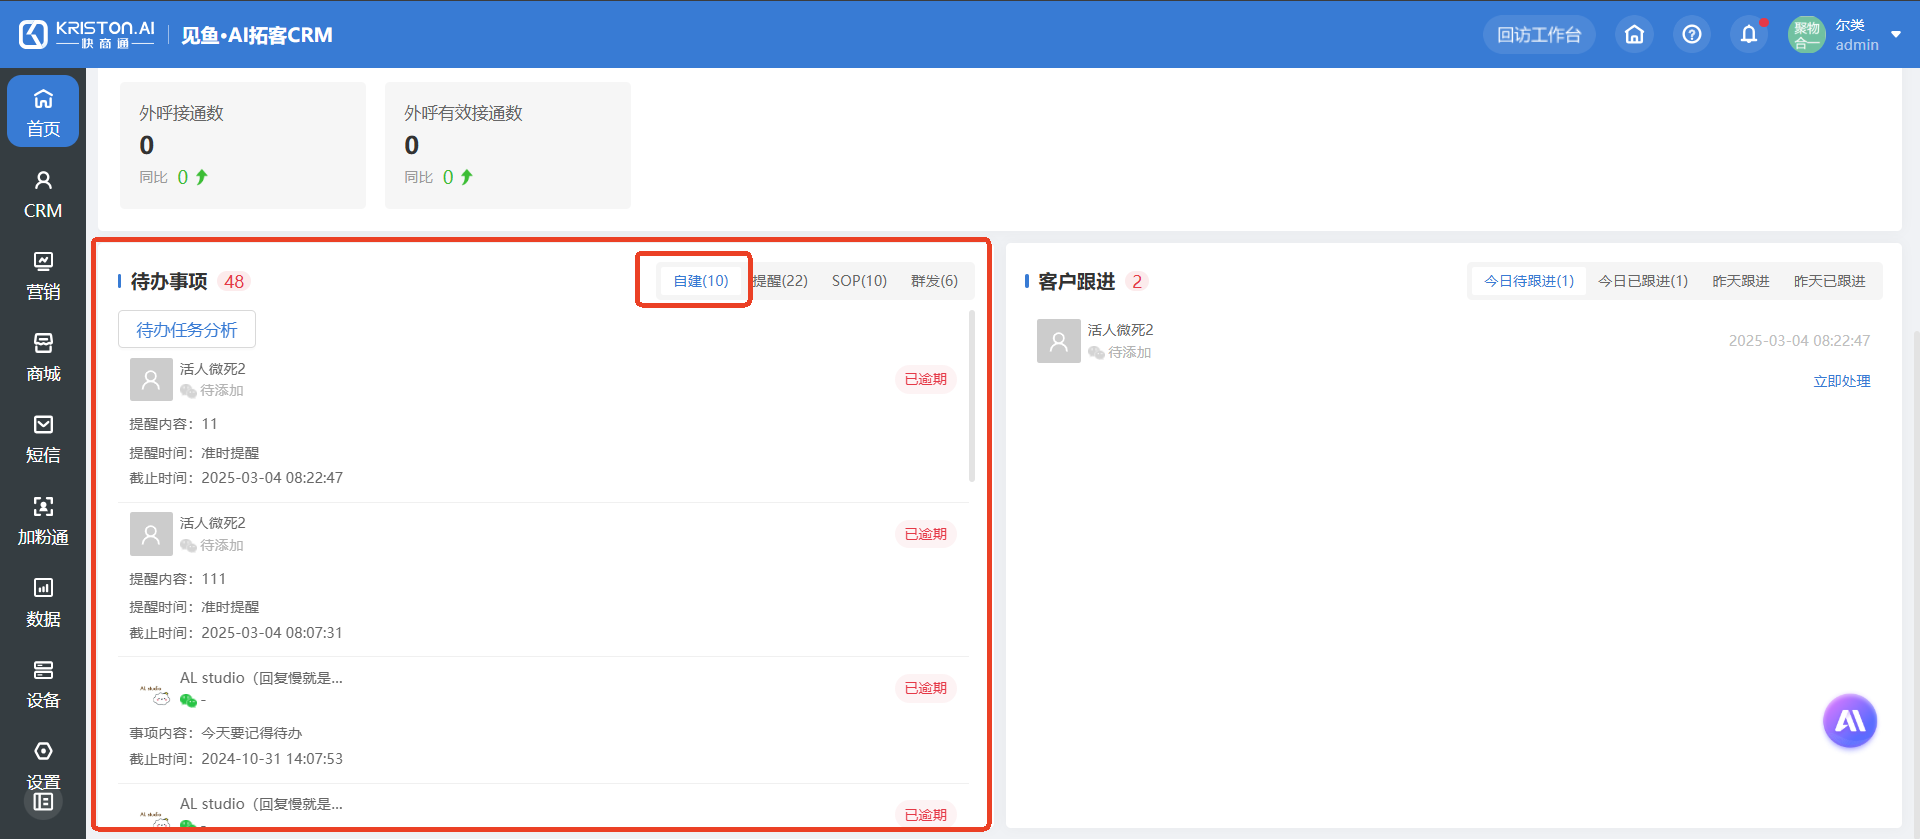 KRISTON.AI
快商通
见鱼·AI拓客CRM
回访工作台
聚物
合一
尔类
admin
首页
CRM
营销
商城
短信
加粉通
数据
设备
设置
外呼接通数
0
同比 0
外呼有效接通数
0
同比 0
待办事项 48
自建(10) 提醒(22) SOP(10) 群发(6)
待办任务分析
活人微死2
待添加
已逾期
提醒内容：11
提醒时间：准时提醒
截止时间：2025-03-04 08:22:47
活人微死2
待添加
已逾期
提醒内容：111
提醒时间：准时提醒
截止时间：2025-03-04 08:07:31
AL studio
AL studio（回复慢就是...
-
已逾期
事项内容：今天要记得待办
截止时间：2024-10-31 14:07:53
AL studio
AL studio（回复慢就是...
-
已逾期
客户跟进 2
今日待跟进(1) 今日已跟进(1) 昨天跟进 昨天已跟进
活人微死2
待添加
2025-03-04 08:22:47
立即处理
AI